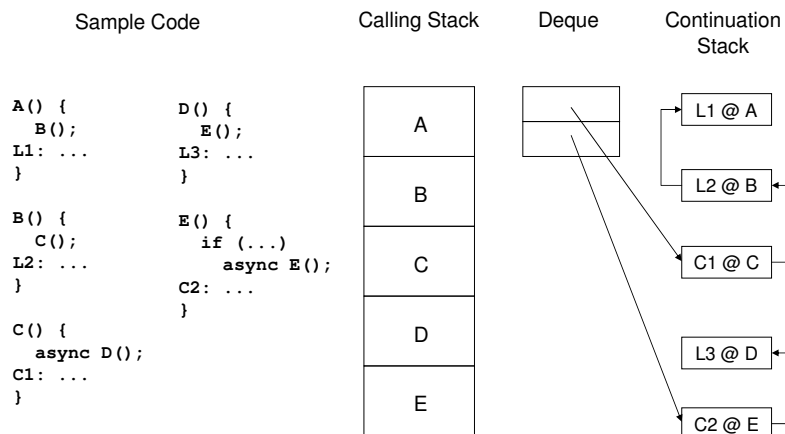 Sample Code
Calling Stack
Deque
Continuation
Stack
A() {
B();
L1: ...
}
B() {
C();
L2: ...
}
C() {
async D();
C1: ...
}
D() {
E();
L3: ...
}
E() {
if (...)
async E();
C2: ...
}
A
B
C
D
E
L1 @ A
L2 @ B
C1 @ C
L3 @ D
C2 @ E